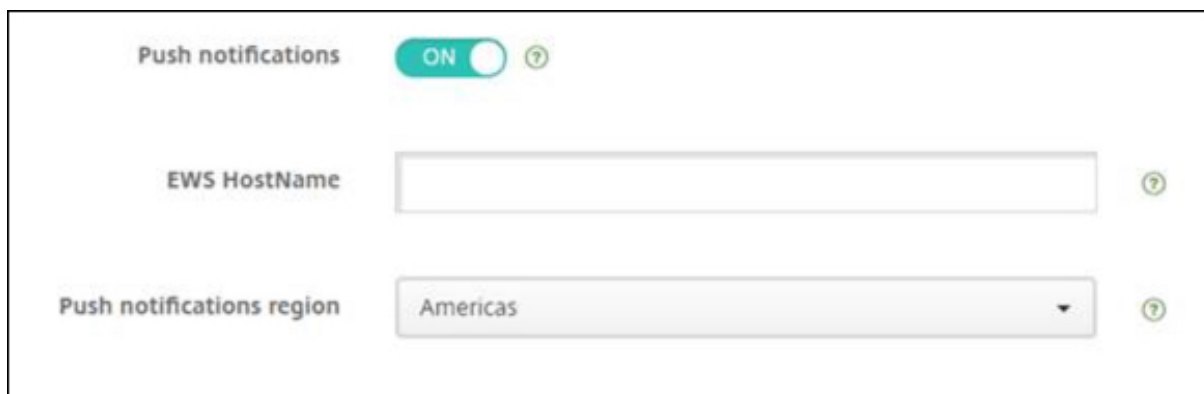 Push notifications
ON
?
EWS HostName
?
Push notifications region
Americas
?